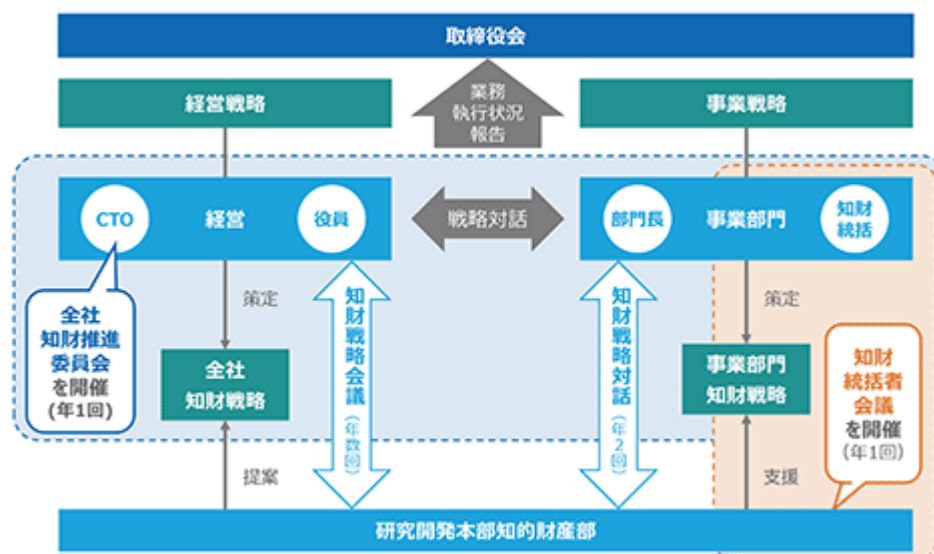 取締役会
経営戦略
業務
執行状況
報告
事業戦略
CTO
経営
役員
戦略対話
部門長
事業部門
知財
統括
全社
知財推進
委員会
を開催
(年1回)
策定
全社
知財戦略
知財戦略会議(年数回)
知財戦略対話(年2回)
策定
事業部門
知財戦略
知財
統括者
会議
を開催
(年1回)
提案
支援
研究開発本部知的財産部